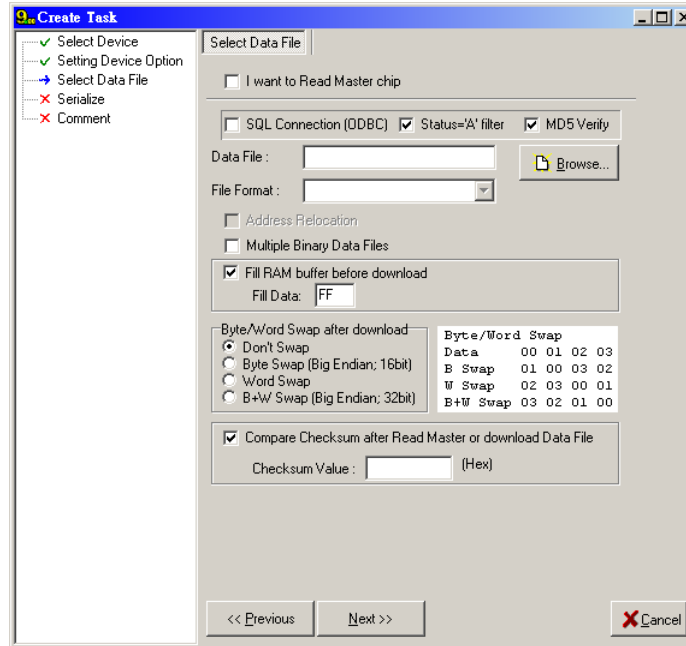 Create Task
Select Device
Setting Device Option
Select Data File
Serialize
Comment
Select Data File
I want to Read Master chip
SQL Connection (ODBC) Status='A' filter MD5 Verify
Data File :
Browse...
File Format :
Address Relocation
Multiple Binary Data Files
Fill RAM buffer before download
Fill Data: FF
Byte/Word Swap after download
Don't Swap
Byte Swap (Big Endian; 16bit)
Word Swap
B+W Swap (Big Endian; 32bit)
Byte/Word Swap
Data 00 01 02 03
B Swap 01 00 03 02
W Swap 02 03 00 01
B+W Swap 03 02 01 00
Compare Checksum after Read Master or download Data File
Checksum Value : (Hex)
<< Previous Next >> Cancel